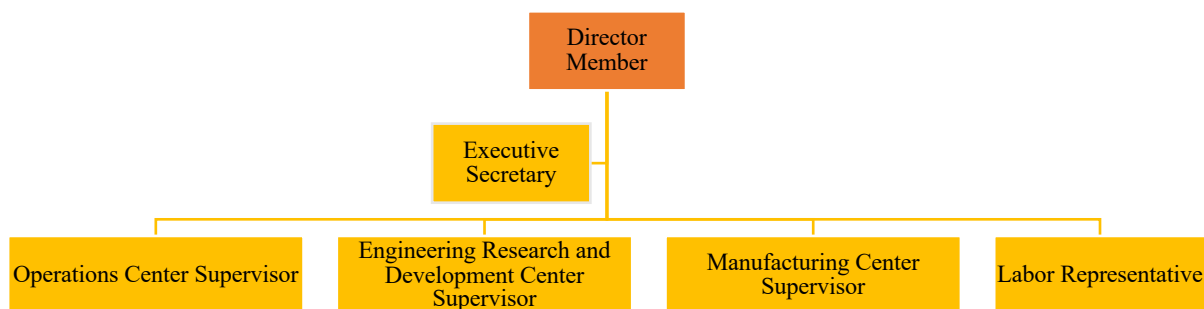 Director
Member
Executive
Secretary
Operations Center Supervisor
Engineering Research and
Development Center
Supervisor
Manufacturing Center
Supervisor
Labor Representative